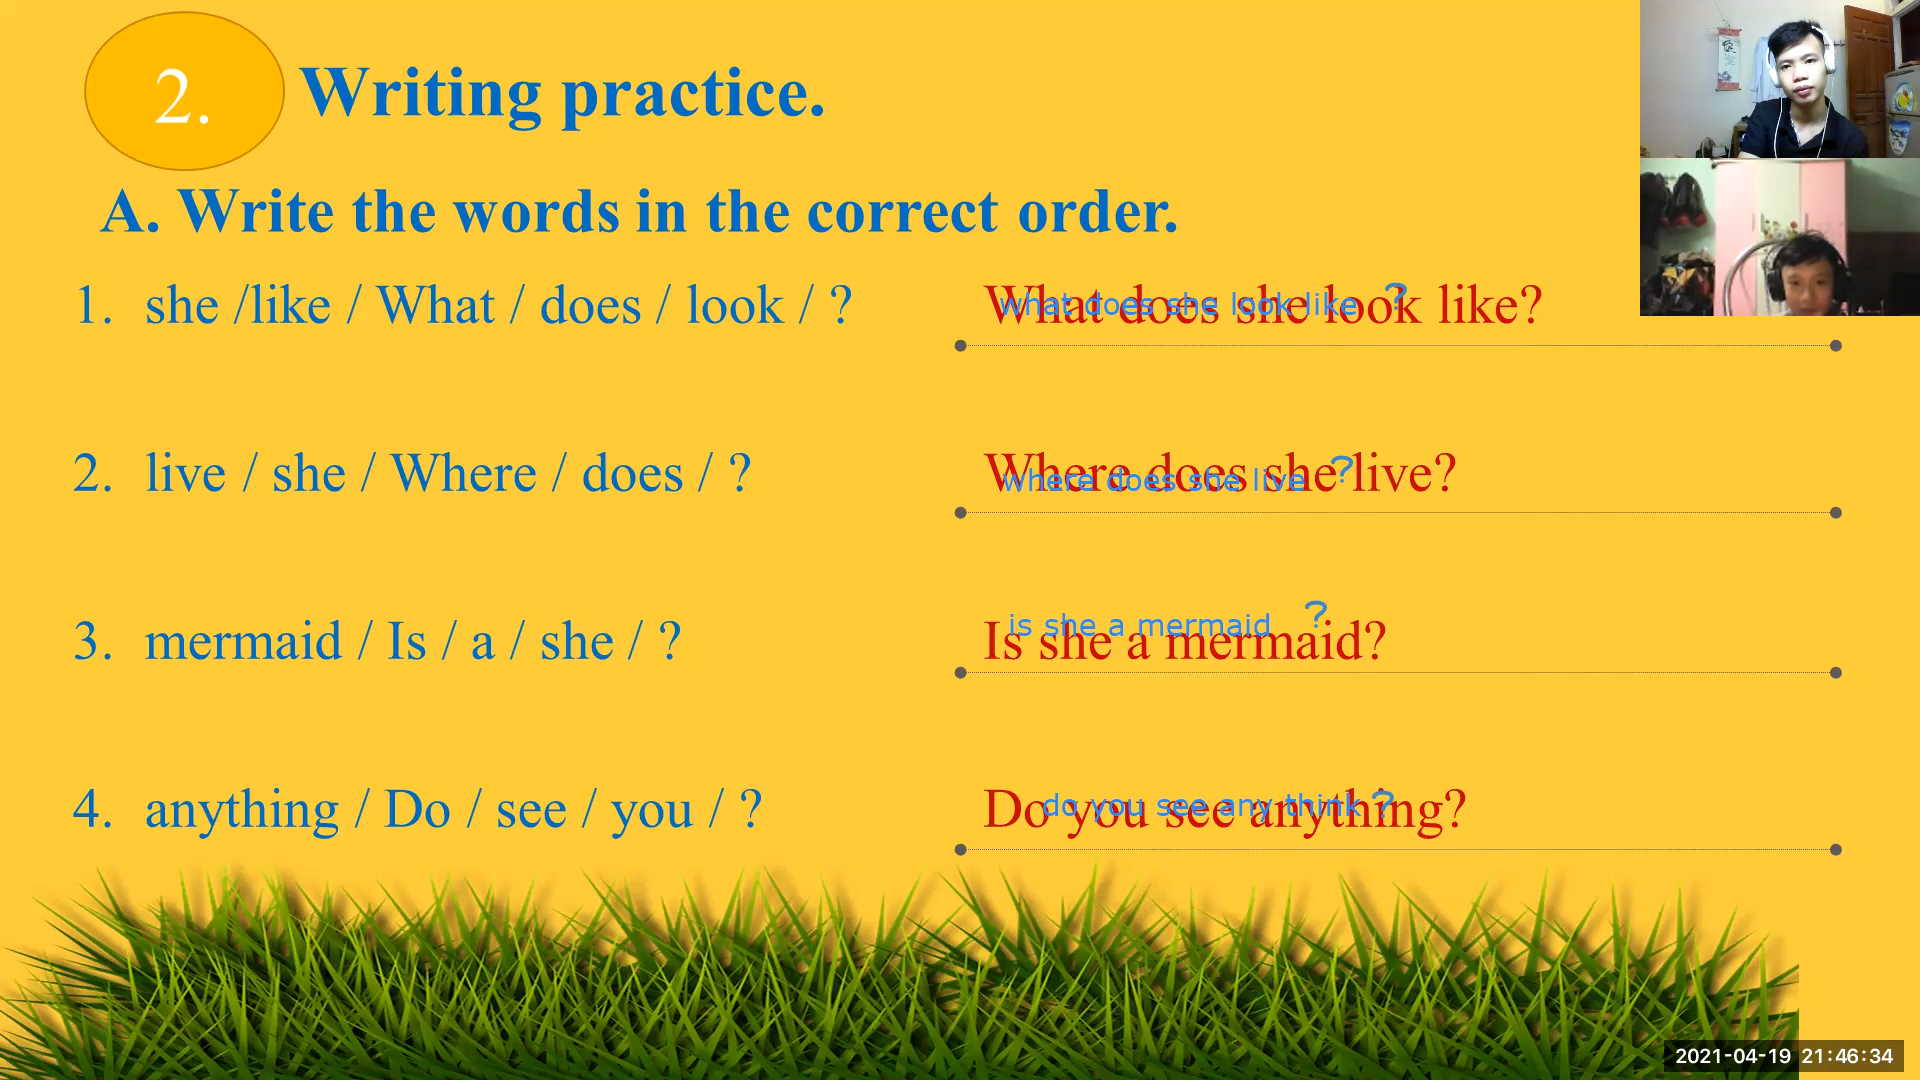 2. Writing practice.
A. Write the words in the correct order.
1. she /like / What / does / look / ?
What does she look like?
what does she look like ?
2. live / she / Where / does / ?
Where does she live?
where does she live ?
3. mermaid / Is / a / she / ?
is she a mermaid ?
Is she a mermaid?
4. anything / Do / see / you / ?
Do you see anything?
do you see any think ?
2021-04-19 21:46:34